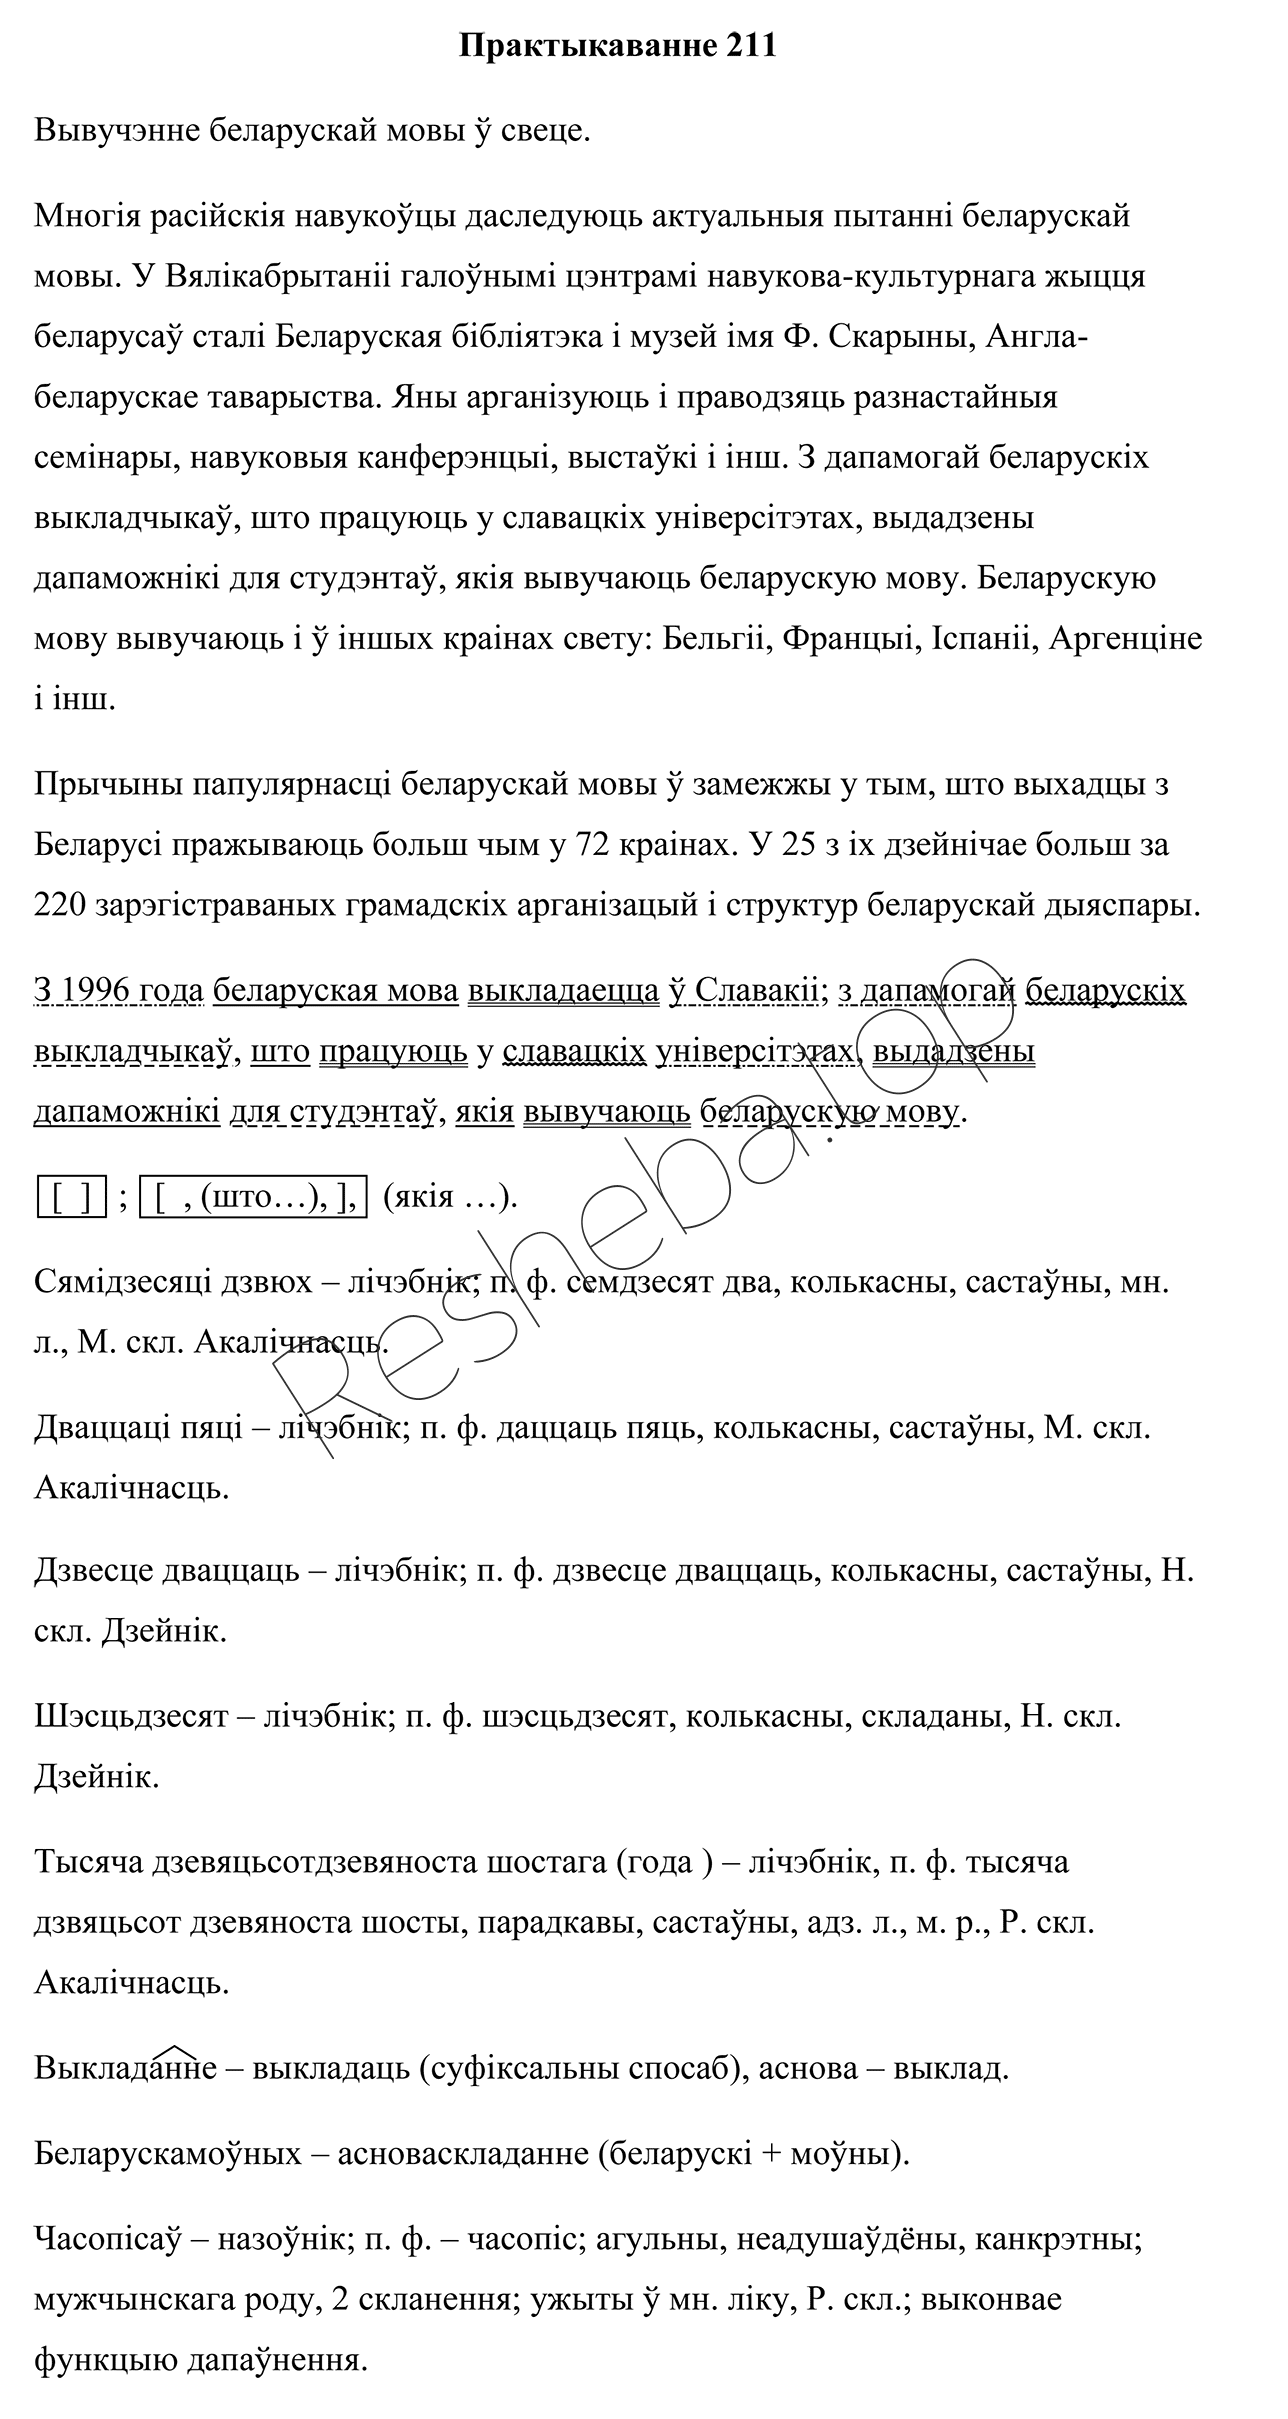 Практыкаванне 211
Вывучэнне беларускай мовы ў свеце.
Многія расійскія навукоўцы даследуюць актуальныя пытанні беларускай
мовы. У Вялікабрытаніі галоўнымі цэнтрамі навукова-культурнага жыцця
беларусаў сталі Беларуская бібліятэка і музей імя Ф. Скарыны, Англа-
беларускае таварыства. Яны арганізуюць і праводзяць разнастайныя
семінары, навуковыя канферэнцыі, выстаўкі і інш. З дапамогай беларускіх
выкладчыкаў, што працуюць у славацкіх універсітэтах, выдадзены
дапаможнікі для студэнтаў, якія вывучаюць беларускую мову. Беларускую
мову вывучаюць і ў іншых краінах свету: Бельгіі, Францыі, Іспаніі, Аргенціне
і інш.
Прычыны папулярнасці беларускай мовы ў замежжы у тым, што выхадцы з
Беларусі пражываюць больш чым у 72 краінах. У 25 з іх дзейнічае больш за
220 зарэгістраваных грамадскіх арганізацый і структур беларускай дыяспары.
З 1996 года беларуская мова выкладаецца ў Славакіі; з дапамогай беларускіх
выкладчыкаў, што працуюць у славацкіх універсітэтах, выдадзены
дапаможнікі для студэнтаў, якія вывучаюць беларускую мову.
[ ] ; [ , (што…), ], (якія …).
Сямідзесяці дзвюх – лічэбнік; п. ф. семдзесят два, колькасны, састаўны, мн.
л., М. скл. Акалічнасць.
Дваццаці пяці – лічэбнік; п. ф. даццаць пяць, колькасны, састаўны, М. скл.
Акалічнасць.
Дзвесце дваццаць – лічэбнік; п. ф. дзвесце дваццаць, колькасны, састаўны, Н.
скл. Дзейнік.
Шэсцьдзесят – лічэбнік; п. ф. шэсцьдзесят, колькасны, складаны, Н. скл.
Дзейнік.
Тысяча дзевяцьсотдзевяноста шостага (года ) – лічэбнік, п. ф. тысяча
дзвяцьсот дзевяноста шосты, парадкавы, састаўны, адз. л., м. р., Р. скл.
Акалічнасць.
Выкладанне – выкладаць (суфіксальны спосаб), аснова – выклад.
Беларускамоўных – асноваскладанне (беларускі + моўны).
Часопісаў – назоўнік; п. ф. – часопіс; агульны, неадушаўдёны, канкрэтны;
мужчынскага роду, 2 скланення; ужыты ў мн. ліку, Р. скл.; выконвае
функцыю дапаўнення.
Resheba.top